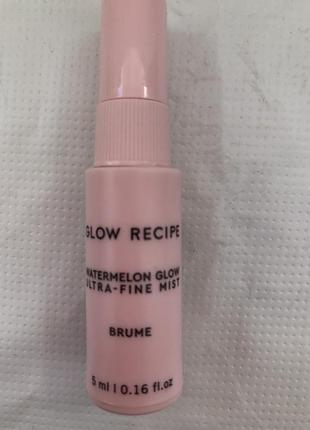 GLOW RECIPE
WATERMELON GLOW
ULTRA-FINE MIST
BRUME
5 ml | 0.16 fl.oz